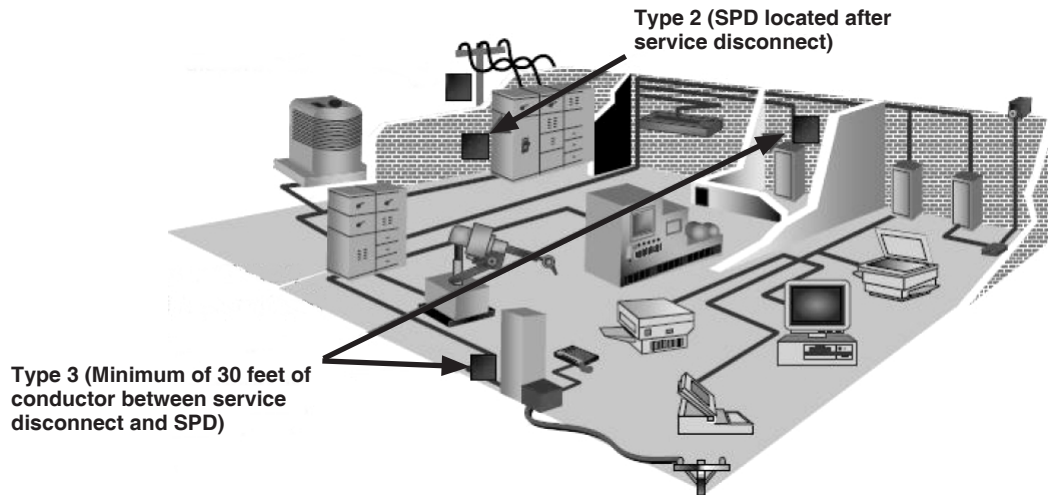 Type 2 (SPD located after
service disconnect)
Type 3 (Minimum of 30 feet of
conductor between service
disconnect and SPD)